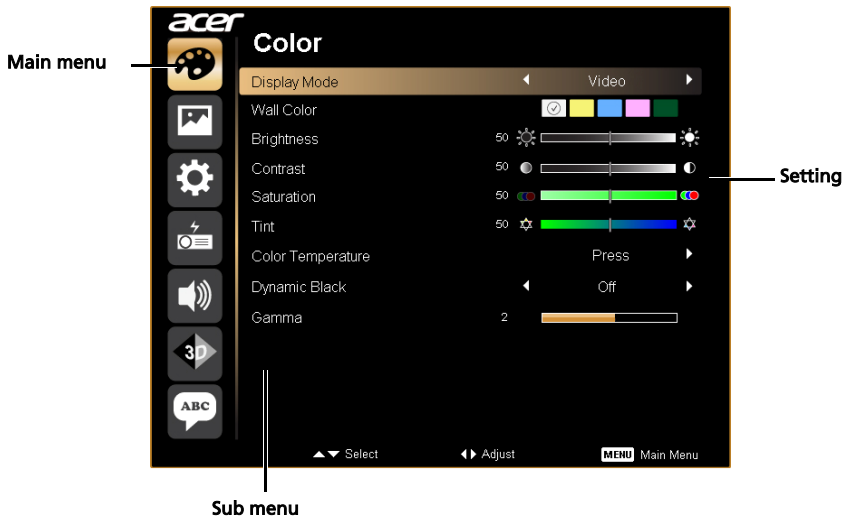 acer
Color
Main menu
Display Mode Video
Wall Color
Brightness 50
Contrast 50
Setting
Saturation 50
Tint 50
Color Temperature Press
Dynamic Black Off
Gamma 2
3D
ABC
Select Adjust MENU Main Menu
Sub menu